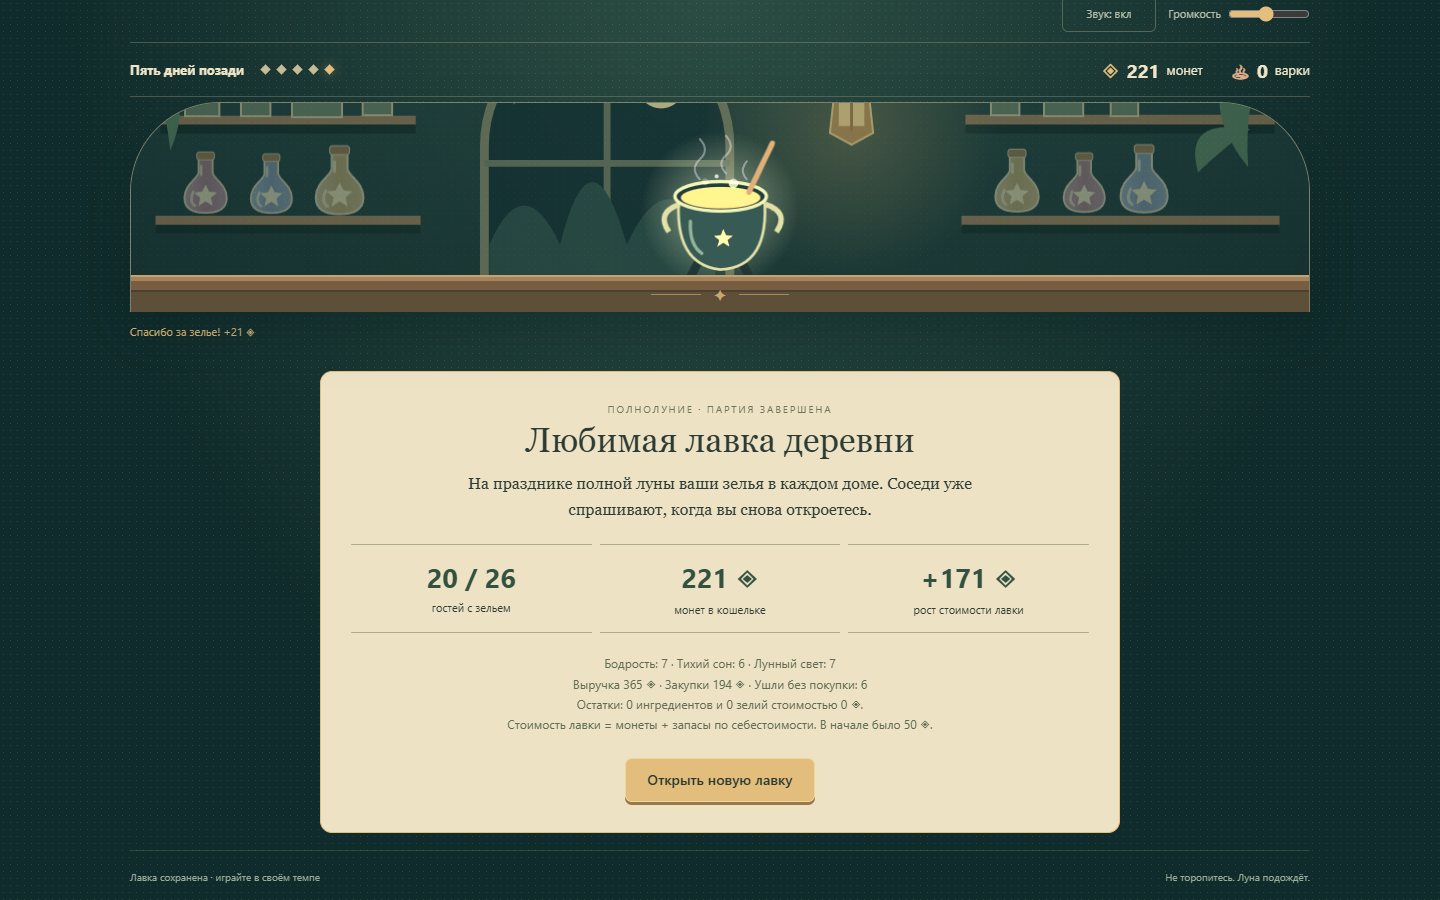 Звук: вкл
Громкость
Пять дней позади
221 монет
0 варки
Спасибо за зелье! +21
ПОЛНОЛУНИЕ · ПАРТИЯ ЗАВЕРШЕНА
Любимая лавка деревни
На празднике полной луны ваши зелья в каждом доме. Соседи уже
спрашивают, когда вы снова откроетесь.
20 / 26
гостей с зельем
221
монет в кошельке
+171
рост стоимости лавки
Бодрость: 7 · Тихий сон: 6 · Лунный свет: 7
Выручка 365 · Закупки 194 · Ушли без покупки: 6
Остатки: 0 ингредиентов и 0 зелий стоимостью 0 .
Стоимость лавки = монеты + запасы по себестоимости. В начале было 50 .
Открыть новую лавку
Лавка сохранена · играйте в своём темпе
Не торопитесь. Луна подождёт.